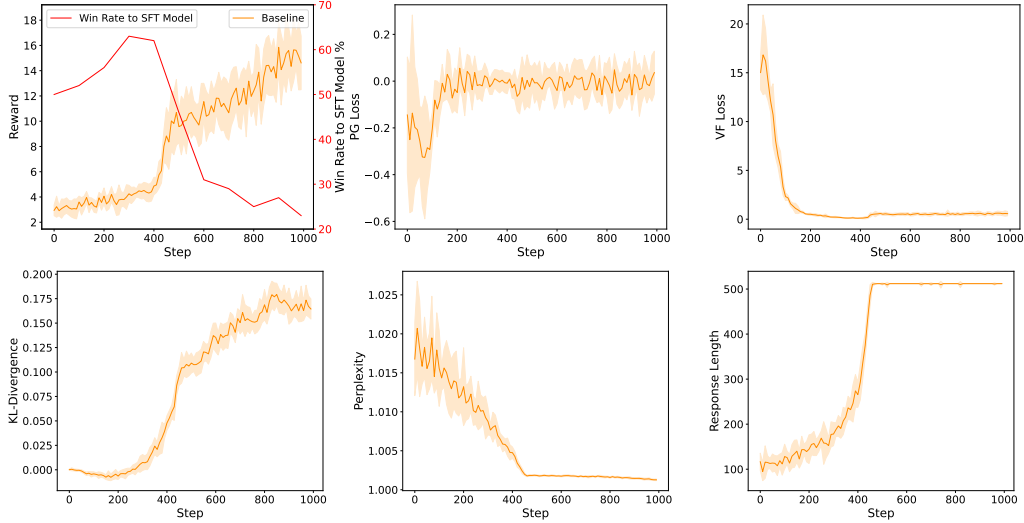 Win Rate to SFT Model
Baseline
Reward
18
16
14
12
10
8
6
4
2
0 200 400 600 800 1000
Step
70
60
50
40
30
20
Win Rate to SFT Model %
PG Loss
0.2
0.0
−0.2
−0.4
−0.6
0 200 400 600 800 1000
Step
VF Loss
20
15
10
5
0
0 200 400 600 800 1000
Step
KL-Divergence
0.200
0.175
0.150
0.125
0.100
0.075
0.050
0.025
0.000
0 200 400 600 800 1000
Step
Perplexity
1.025
1.020
1.015
1.010
1.005
1.000
0 200 400 600 800 1000
Step
Response Length
500
400
300
200
100
0 200 400 600 800 1000
Step